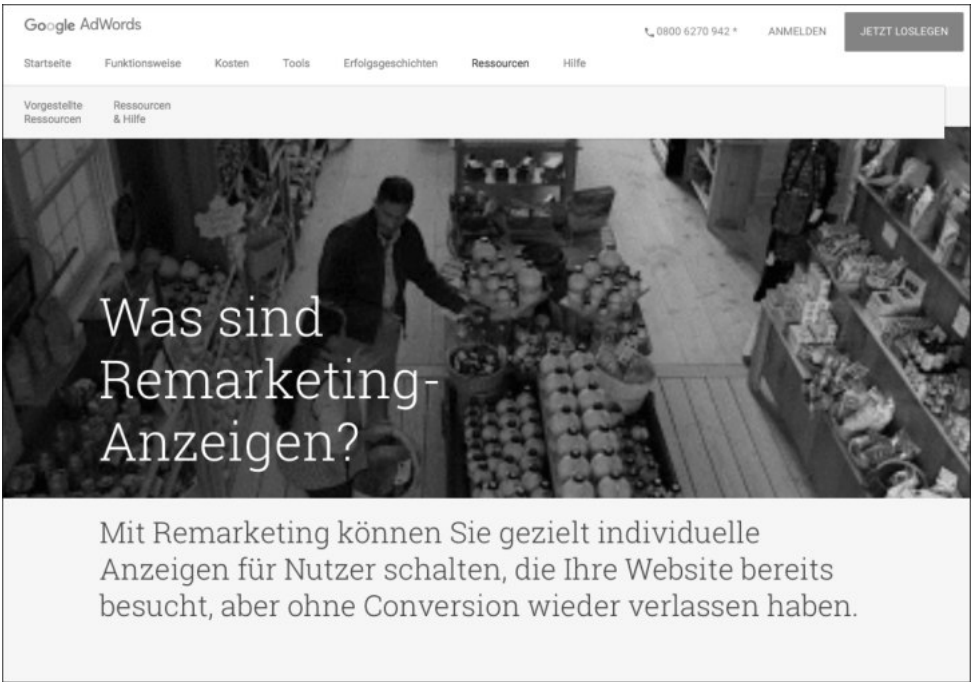 Google AdWords
0800 6270 942 *
ANMELDEN
JETZT LOSLEGEN
Startseite Funktionsweise Kosten Tools Erfolgsgeschichten Ressourcen Hilfe
Vorgestellte
Ressourcen
Ressourcen
& Hilfe
Was sind
Remarketing-
Anzeigen?
Mit Remarketing können Sie gezielt individuelle
Anzeigen für Nutzer schalten, die Ihre Website bereits
besucht, aber ohne Conversion wieder verlassen haben.